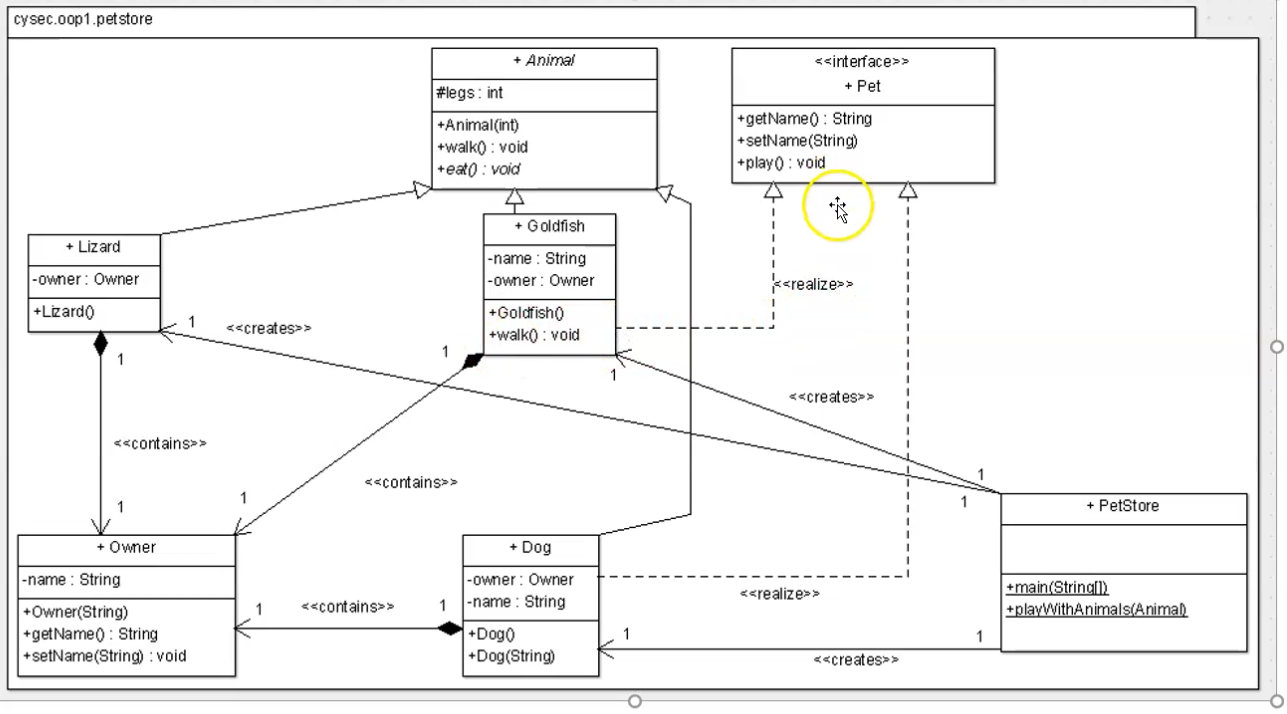 cysec.oop1.petstore
+ Animal
#legs : int
+Animal(int)
+walk() : void
+eat() : void
<<interface>>
+ Pet
+getName() : String
+setName(String)
+play() : void
+ Lizard
-owner : Owner
+Lizard()
+ Goldfish
-name : String
-owner : Owner
+Goldfish()
+walk() : void
<<realize>>
1
<<creates>>
1
1
1
<<creates>>
<<contains>>
<<contains>>
1
1
1
1
+ Owner
-name : String
+Owner(String)
+getName() : String
+setName(String) : void
1
<<contains>>
1
+ Dog
-owner : Owner
-name : String
+Dog()
+Dog(String)
<<realize>>
+ PetStore
+main(String[])
+playWithAnimals(Animal)
1
1
<<creates>>